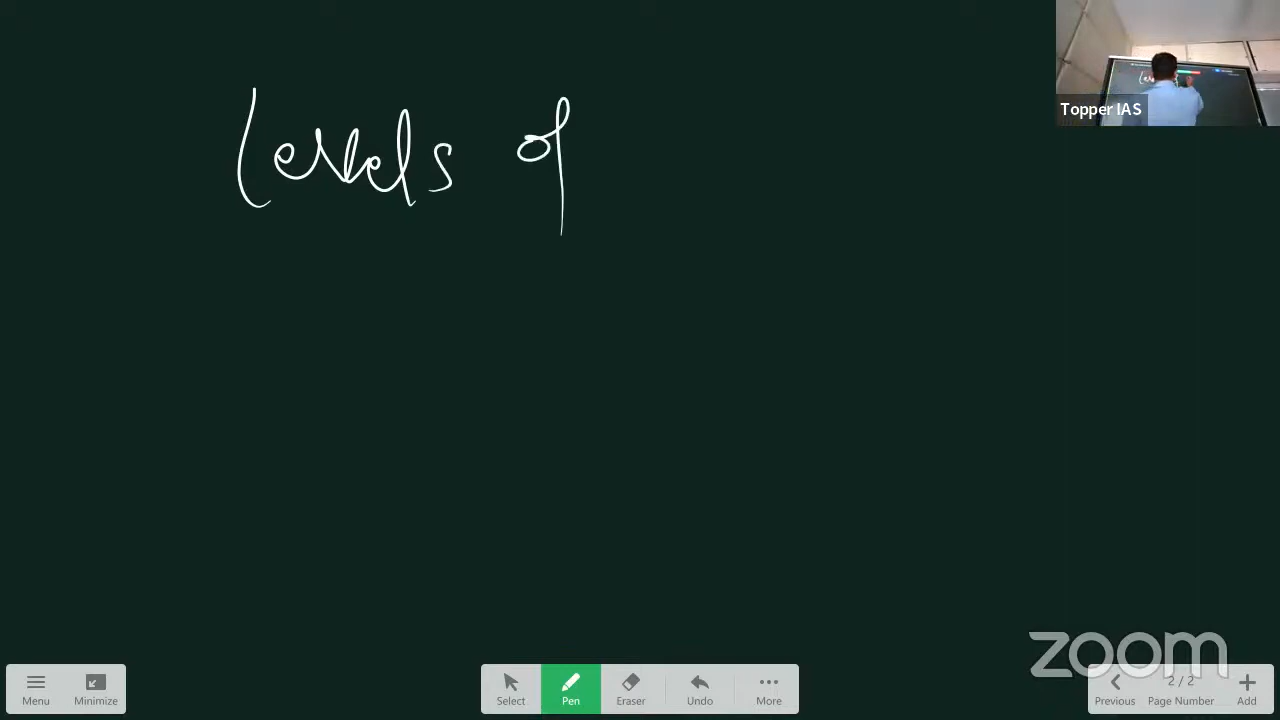 Levels of
Topper IAS
zoom
Menu
Minimize
Select
Pen
Eraser
Undo
More
Previous
2/2
Page Number
Add